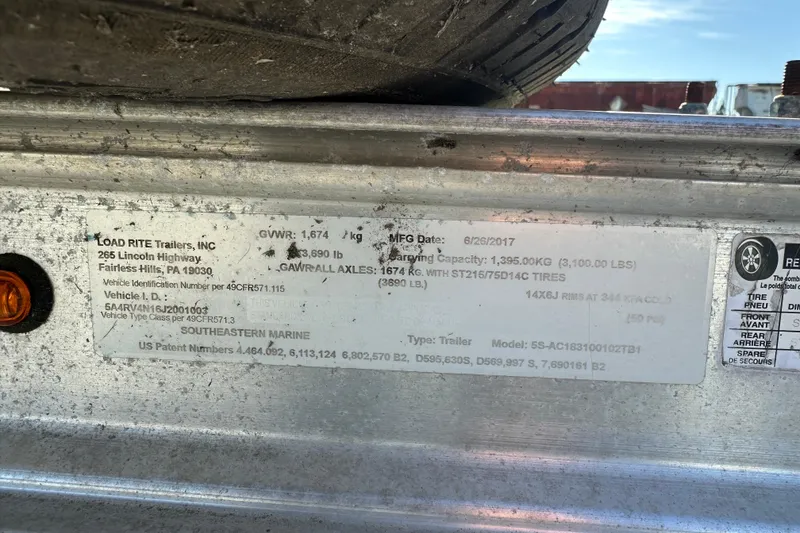 LOAD RITE Trailers, INC
265 Lincoln Highway
Fairless Hills, PA 19030
Vehicle Identification Number per 49CFR571.115
Vehicle I. D. :
5A4RV4N16J2001003
Vehicle Type Class per 49CFR571.3
GVWR: 1,674 kg MFG Date: 6/26/2017
3,690 lb Carrying Capacity: 1,395.00KG (3,100.00 LBS)
GAWR ALL AXLES: 1674 KG. WITH ST215/75D14C TIRES
(3690 LB.) 14X6J RIMS AT 344 KPA COLD
(50 PSI)
SOUTHEASTERN MARINE Type: Trailer Model: 5S-AC163100102TB1
US Patent Numbers 4,464,092, 6,113,124 6,802,570 B2, D595,630S, D569,997 S, 7,690161 B2
TIRE
PNEU
FRONT
AVANT
REAR
ARRIÈRE
SPARE
DE SECOURS